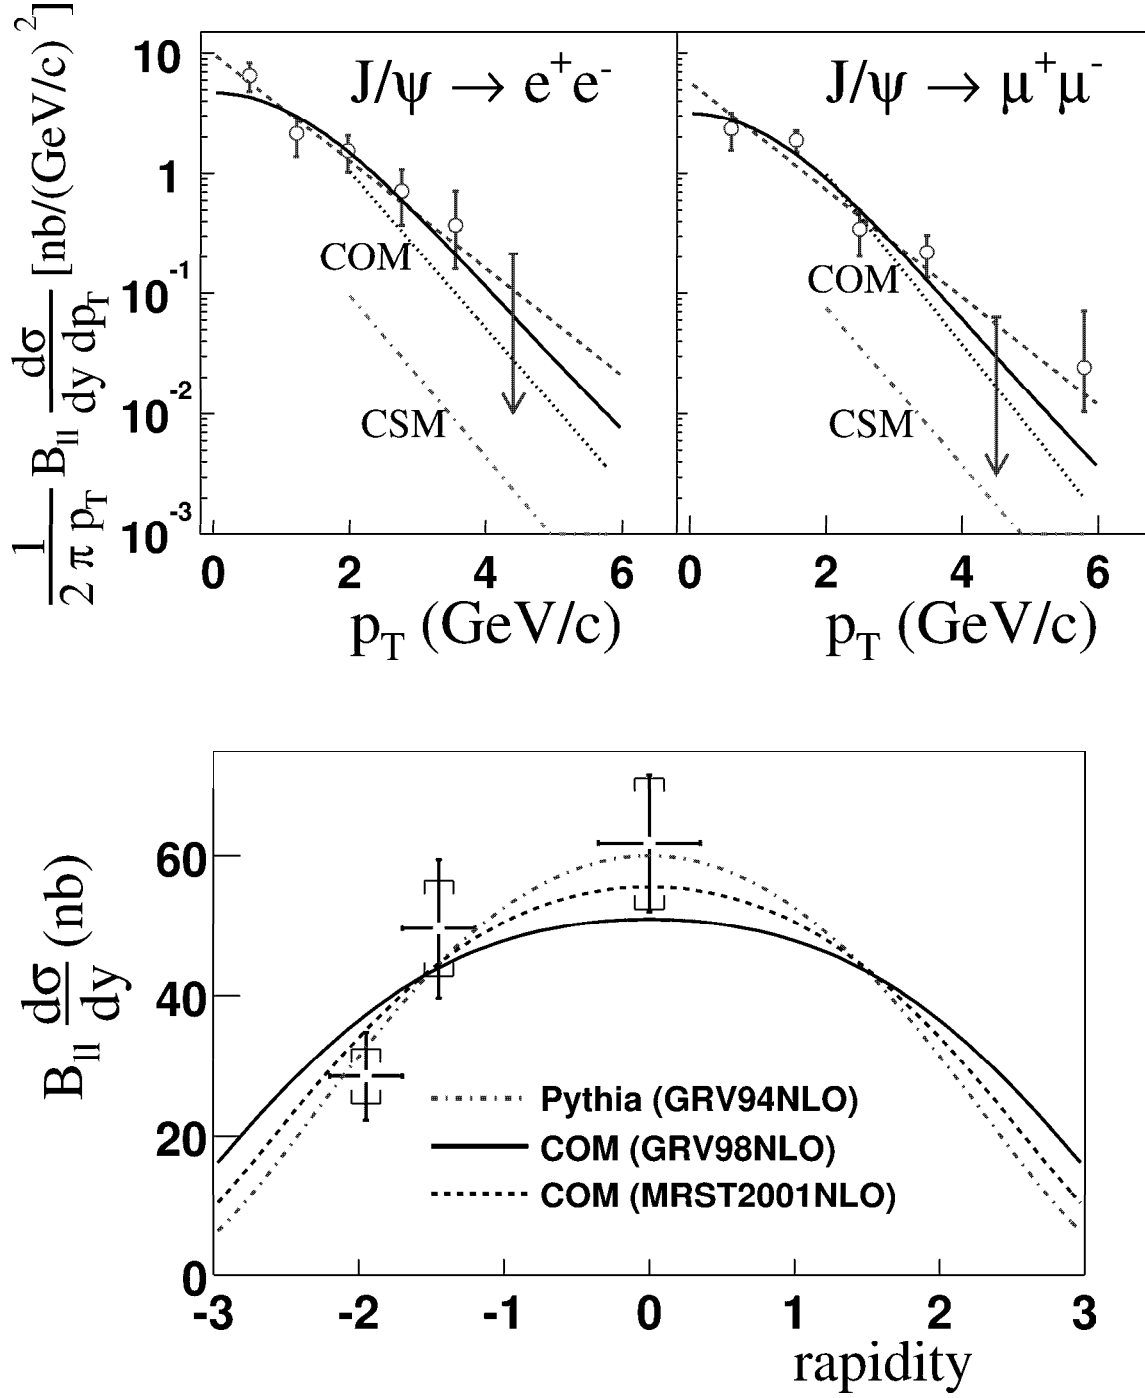 1/(2 π p_T) B_ll dσ/(dy dp_T) [nb/(GeV/c)²]
10
1
10⁻¹
10⁻²
10⁻³
J/ψ → e⁺e⁻
COM
CSM
0 2 4 6
p_T (GeV/c)
J/ψ → μ⁺μ⁻
COM
CSM
0 2 4 6
p_T (GeV/c)
B_ll dσ/dy (nb)
60
40
20
0
Pythia (GRV94NLO)
COM (GRV98NLO)
COM (MRST2001NLO)
-3 -2 -1 0 1 2 3
rapidity